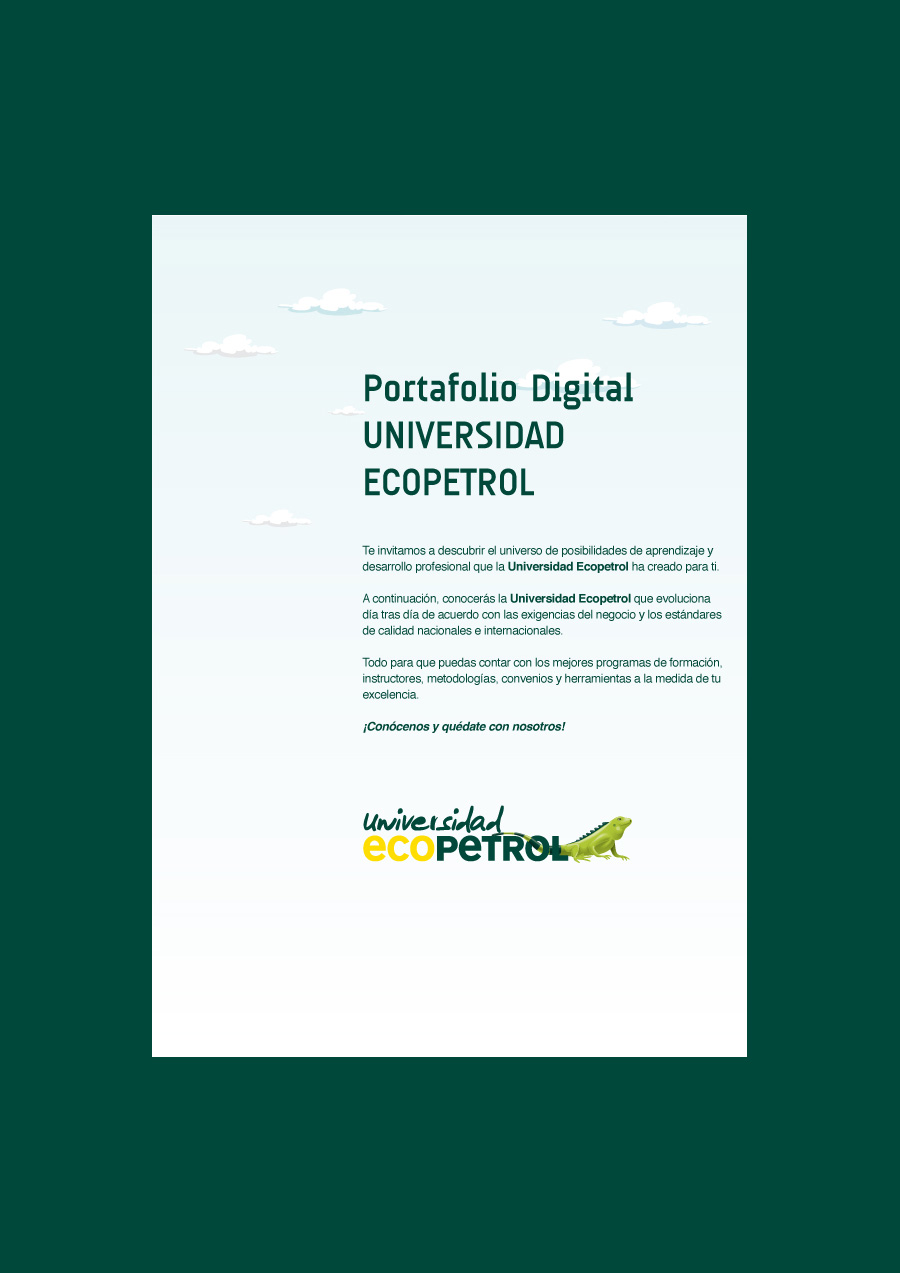 Portafolio Digital
UNIVERSIDAD
ECOPETROL
Te invitamos a descubrir el universo de posibilidades de aprendizaje y
desarrollo profesional que la Universidad Ecopetrol ha creado para ti.
A continuación, conocerás la Universidad Ecopetrol que evoluciona
día tras día de acuerdo con las exigencias del negocio y los estándares
de calidad nacionales e internacionales.
Todo para que puedas contar con los mejores programas de formación,
instructores, metodologías, convenios y herramientas a la medida de tu
excelencia.
¡Conócenos y quédate con nosotros!
universidad
ecopetrol